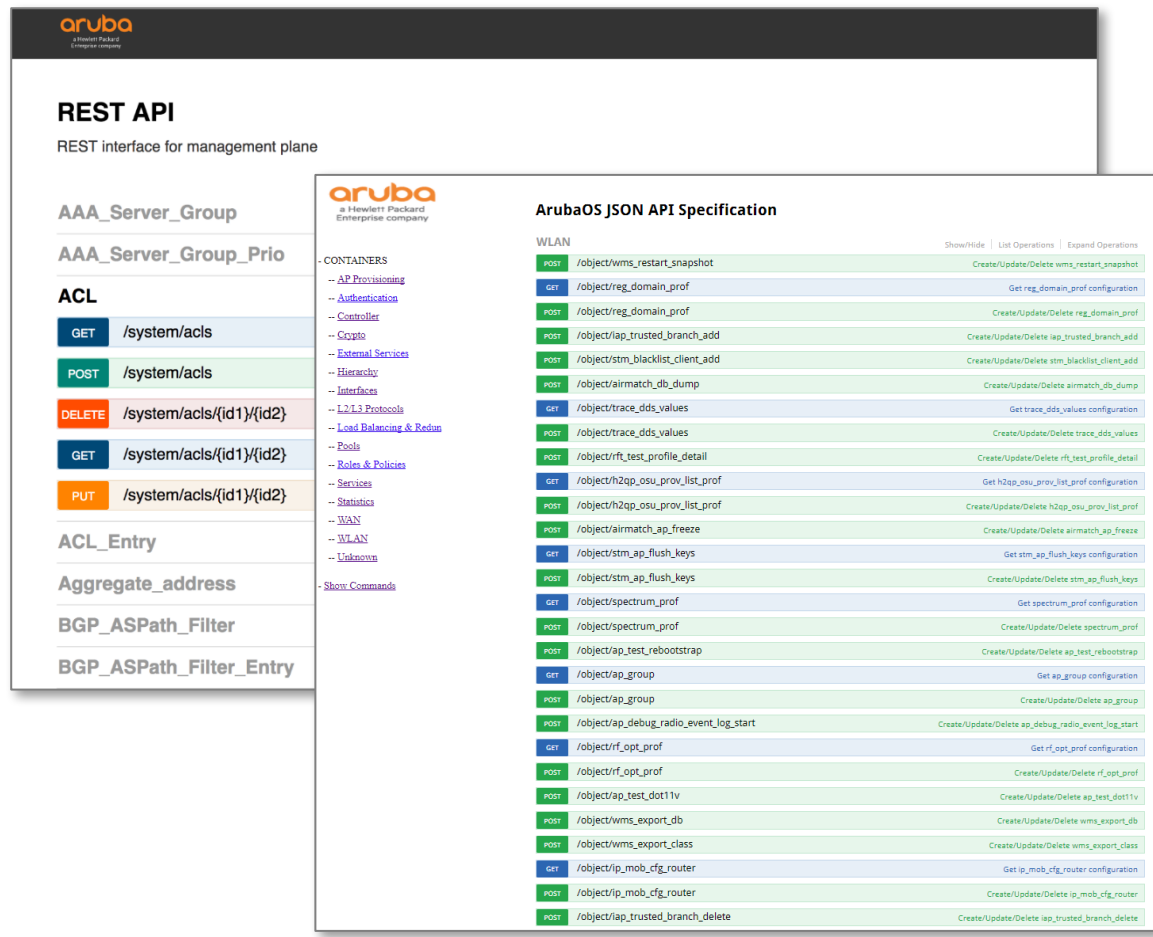 aruba
a Hewlett Packard
Enterprise company
REST API
REST interface for management plane
AAA_Server_Group
AAA_Server_Group_Prio
ACL
GET /system/acls
POST /system/acls
DELETE /system/acls/{id1}/{id2}
GET /system/acls/{id1}/{id2}
PUT /system/acls/{id1}/{id2}
ACL_Entry
Aggregate_address
BGP_ASPath_Filter
BGP_ASPath_Filter_Entry
aruba
a Hewlett Packard
Enterprise company
- CONTAINERS
-- AP Provisioning
-- Authentication
-- Controller
-- Crypto
-- External Services
-- Hierarchy
-- Interfaces
-- L2/L3 Protocols
-- Load Balancing & Redun
-- Pools
-- Roles & Policies
-- Services
-- Statistics
-- WAN
-- WLAN
-- Unknown
- Show Commands
ArubaOS JSON API Specification
WLAN Show/Hide | List Operations | Expand Operations
POST /object/wms_restart_snapshot Create/Update/Delete wms_restart_snapshot
GET /object/reg_domain_prof Get reg_domain_prof configuration
POST /object/reg_domain_prof Create/Update/Delete reg_domain_prof
POST /object/iap_trusted_branch_add Create/Update/Delete iap_trusted_branch_add
POST /object/stm_blacklist_client_add Create/Update/Delete stm_blacklist_client_add
POST /object/airmatch_db_dump Create/Update/Delete airmatch_db_dump
GET /object/trace_dds_values Get trace_dds_values configuration
POST /object/trace_dds_values Create/Update/Delete trace_dds_values
POST /object/rft_test_profile_detail Create/Update/Delete rft_test_profile_detail
GET /object/h2qp_osu_prov_list_prof Get h2qp_osu_prov_list_prof configuration
POST /object/h2qp_osu_prov_list_prof Create/Update/Delete h2qp_osu_prov_list_prof
POST /object/airmatch_ap_freeze Create/Update/Delete airmatch_ap_freeze
GET /object/stm_ap_flush_keys Get stm_ap_flush_keys configuration
POST /object/stm_ap_flush_keys Create/Update/Delete stm_ap_flush_keys
GET /object/spectrum_prof Get spectrum_prof configuration
POST /object/spectrum_prof Create/Update/Delete spectrum_prof
POST /object/ap_test_rebootstrap Create/Update/Delete ap_test_rebootstrap
GET /object/ap_group Get ap_group configuration
POST /object/ap_group Create/Update/Delete ap_group
POST /object/ap_debug_radio_event_log_start Create/Update/Delete ap_debug_radio_event_log_start
GET /object/rf_opt_prof Get rf_opt_prof configuration
POST /object/rf_opt_prof Create/Update/Delete rf_opt_prof
POST /object/ap_test_dot11v Create/Update/Delete ap_test_dot11v
POST /object/wms_export_db Create/Update/Delete wms_export_db
POST /object/wms_export_class Create/Update/Delete wms_export_class
GET /object/ip_mob_cfg_router Get ip_mob_cfg_router configuration
POST /object/ip_mob_cfg_router Create/Update/Delete ip_mob_cfg_router
POST /object/iap_trusted_branch_delete Create/Update/Delete iap_trusted_branch_delete